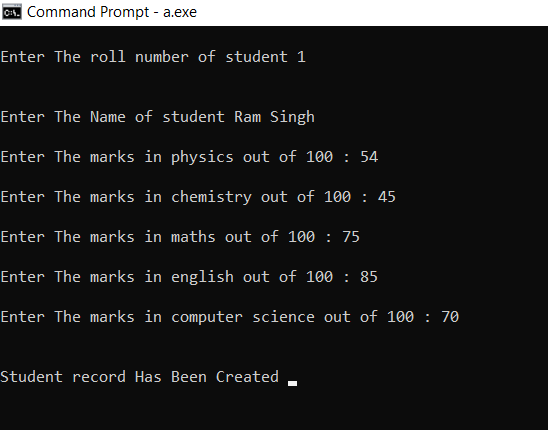 Command Prompt - a.exe
Enter The roll number of student 1
Enter The Name of student Ram Singh
Enter The marks in physics out of 100 : 54
Enter The marks in chemistry out of 100 : 45
Enter The marks in maths out of 100 : 75
Enter The marks in english out of 100 : 85
Enter The marks in computer science out of 100 : 70
Student record Has Been Created